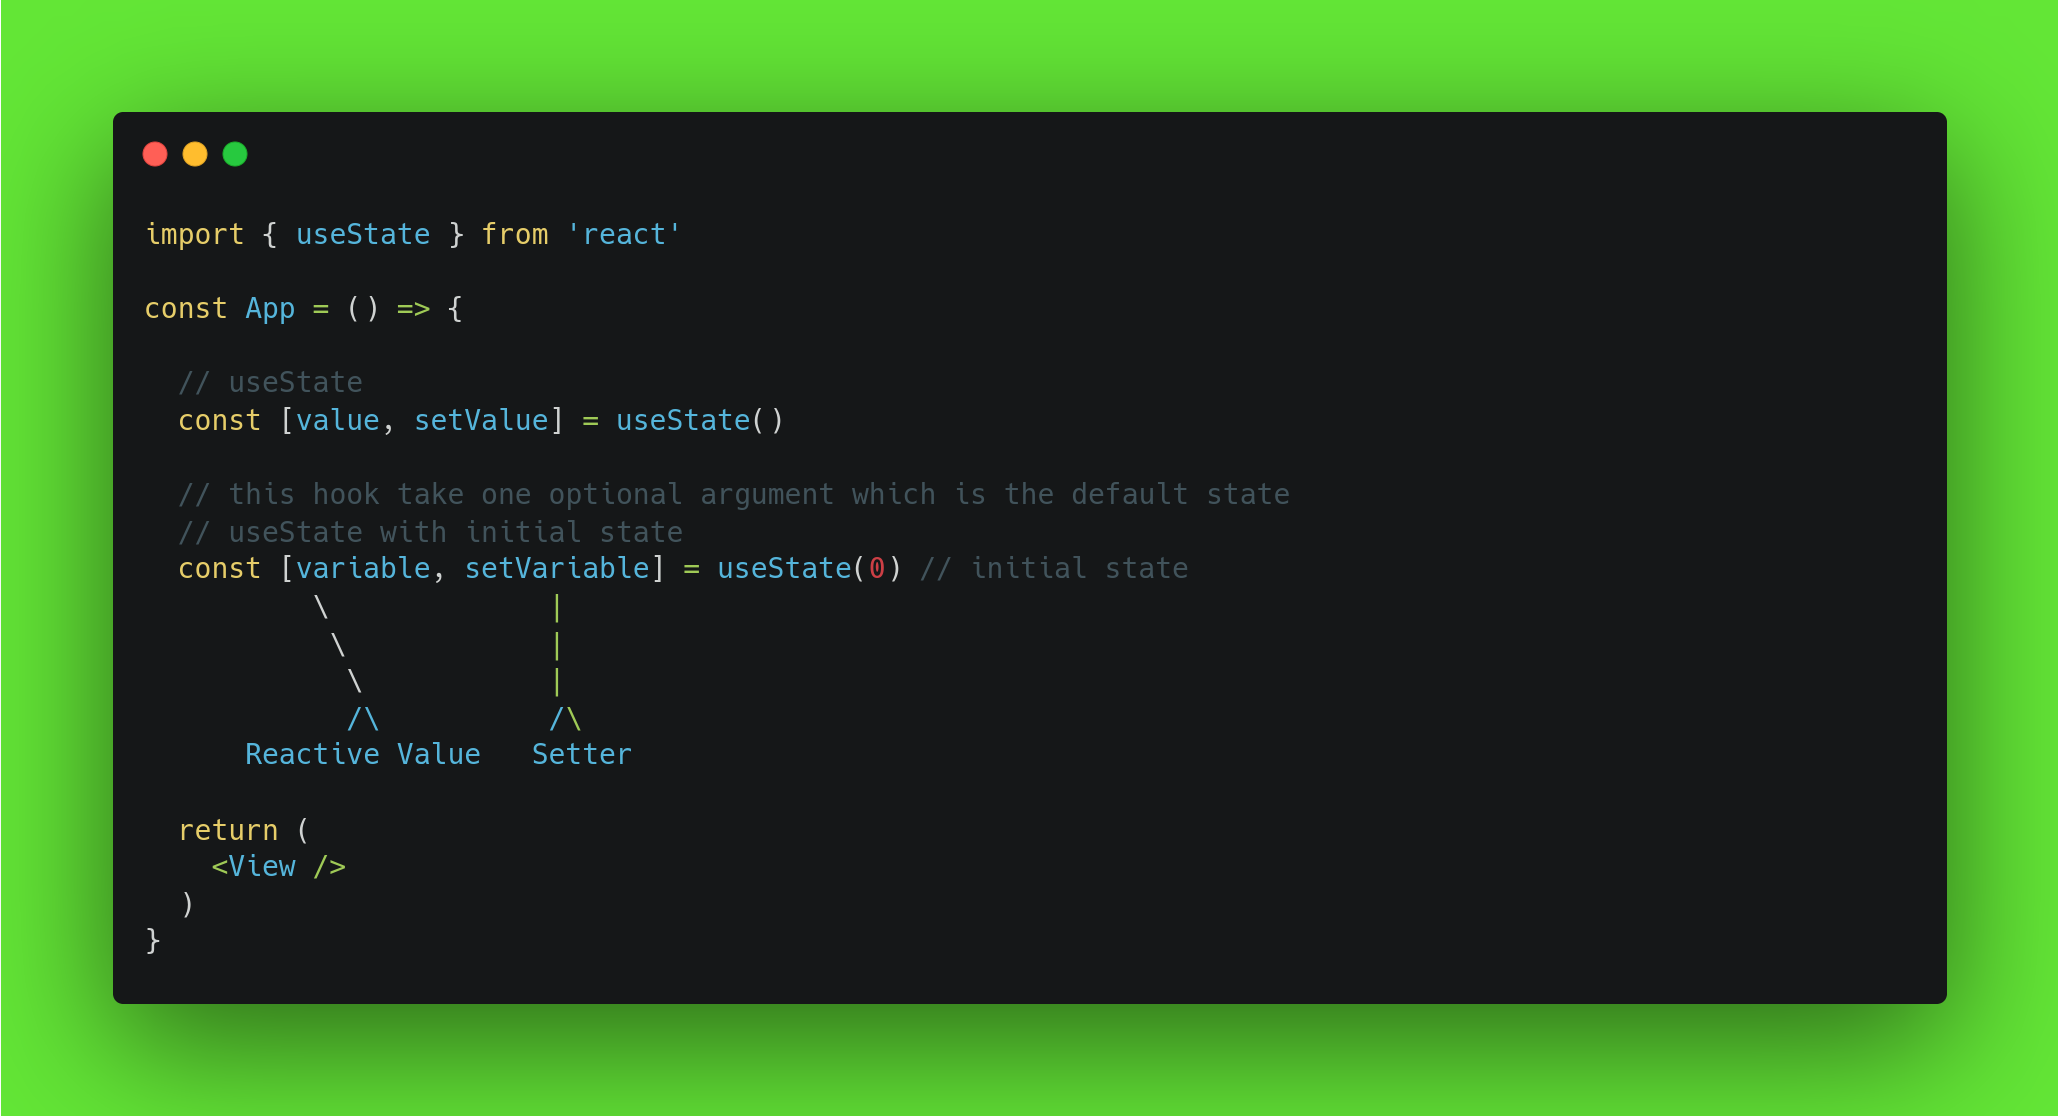 import { useState } from 'react'
const App = () => {
// useState
const [value, setValue] = useState()
// this hook take one optional argument which is the default state
// useState with initial state
const [variable, setVariable] = useState(0) // initial state
\ |
\ |
\ |
/\ /\
Reactive Value Setter
return (
<View />
)
}